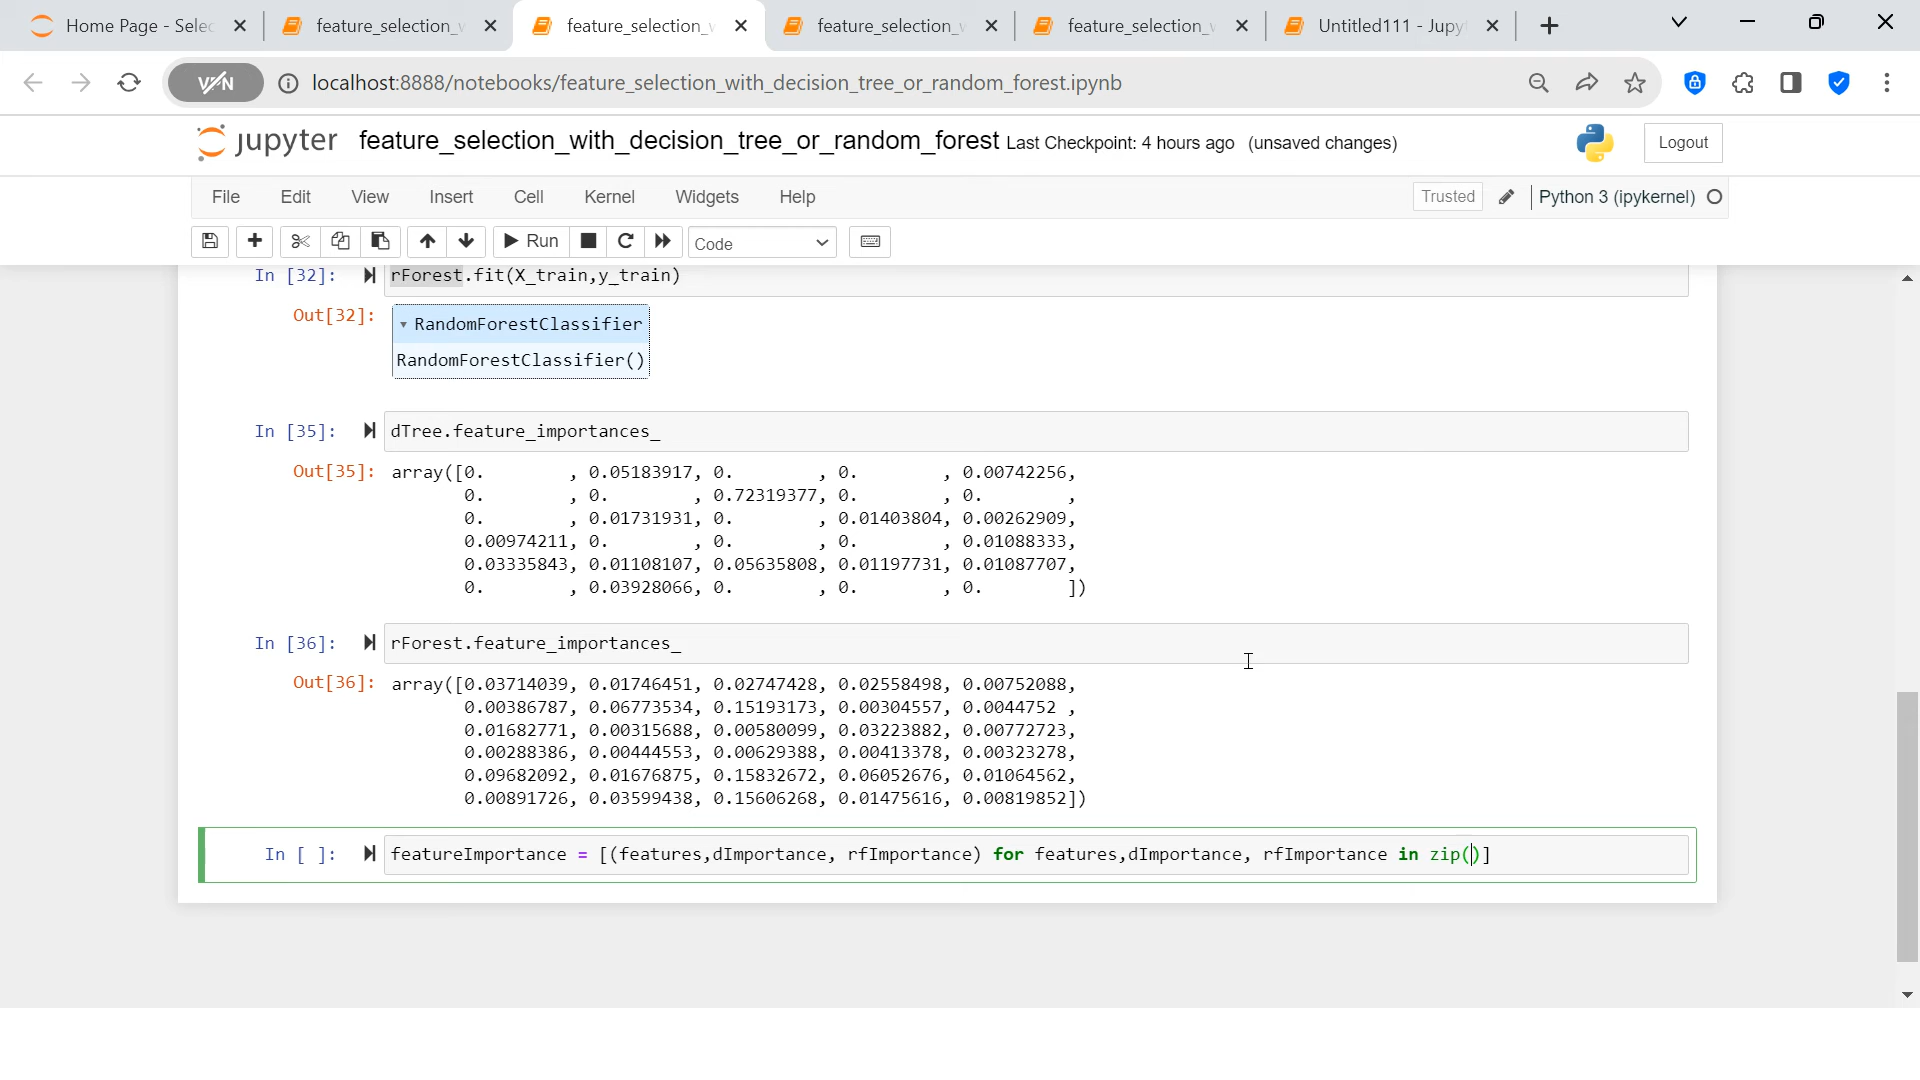 Home Page - Selec
feature_selection_w
feature_selection_w
feature_selection_w
feature_selection_w
Untitled111 - Jupyt
VPN
localhost:8888/notebooks/feature_selection_with_decision_tree_or_random_forest.ipynb
jupyter feature_selection_with_decision_tree_or_random_forest Last Checkpoint: 4 hours ago (unsaved changes)
Logout
File Edit View Insert Cell Kernel Widgets Help
Trusted
Python 3 (ipykernel)
Run
Code
In [32]: rForest.fit(X_train,y_train)
Out[32]:
RandomForestClassifier
RandomForestClassifier()
In [35]: dTree.feature_importances_
Out[35]: array([0. , 0.05183917, 0. , 0. , 0.00742256,
0. , 0. , 0.72319377, 0. , 0. ,
0. , 0.01731931, 0. , 0.01403804, 0.00262909,
0.00974211, 0. , 0. , 0. , 0.01088333,
0.03335843, 0.01108107, 0.05635808, 0.01197731, 0.01087707,
0. , 0.03928066, 0. , 0. , 0. ])
In [36]: rForest.feature_importances_
Out[36]: array([0.03714039, 0.01746451, 0.02747428, 0.02558498, 0.00752088,
0.00386787, 0.06773534, 0.15193173, 0.00304557, 0.0044752 ,
0.01682771, 0.00315688, 0.00580099, 0.03223882, 0.00772723,
0.00288386, 0.00444553, 0.00629388, 0.00413378, 0.00323278,
0.09682092, 0.01676875, 0.15832672, 0.06052676, 0.01064562,
0.00891726, 0.03599438, 0.15606268, 0.01475616, 0.00819852])
In [ ]: featureImportance = [(features,dImportance, rfImportance) for features,dImportance, rfImportance in zip()]